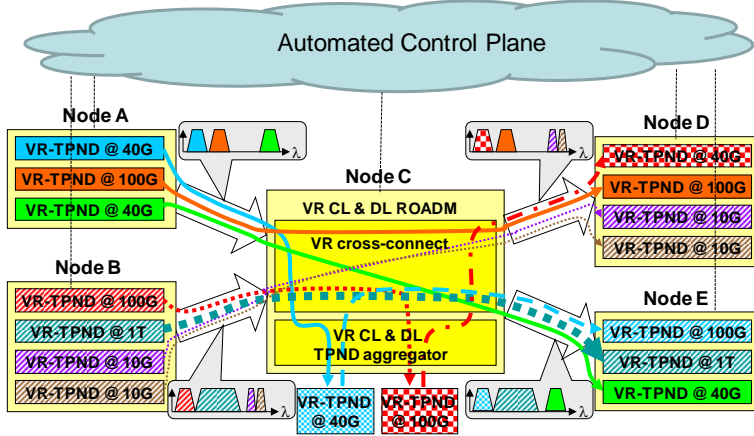 Automated Control Plane
Node A
VR-TPND @ 40G
VR-TPND @ 100G
VR-TPND @ 40G
λ
λ
Node D
VR-TPND @ 40G
VR-TPND @ 100G
VR-TPND @ 10G
VR-TPND @ 10G
Node C
VR CL & DL ROADM
VR cross-connect
VR CL & DL
TPND aggregator
Node B
VR-TPND @ 100G
VR-TPND @ 1T
VR-TPND @ 10G
VR-TPND @ 10G
λ
VR-TPND
@ 40G
VR-TPND
@ 100G
λ
Node E
VR-TPND @ 100G
VR-TPND @ 1T
VR-TPND @ 40G